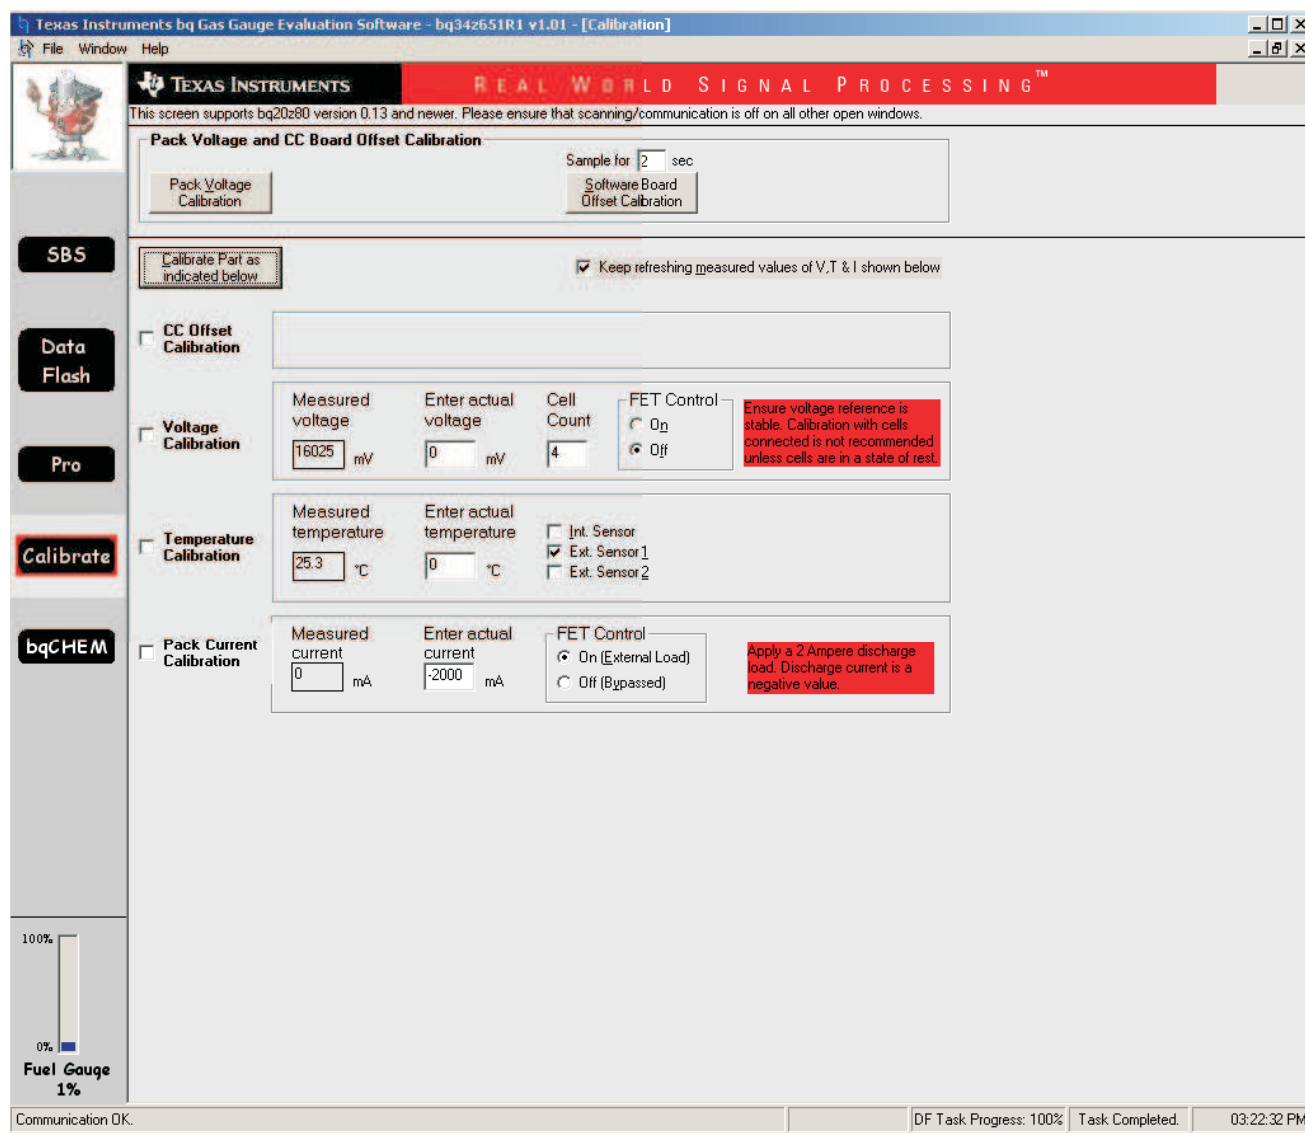 Texas Instruments bq Gas Gauge Evaluation Software - bq34z651R1 v1.01 - [Calibration]
File Window Help
TEXAS INSTRUMENTS
REAL WORLD SIGNAL PROCESSING™
This screen supports bq20z80 version 0.13 and newer. Please ensure that scanning/communication is off on all other open windows.
Pack Voltage and CC Board Offset Calibration
Sample for 2 sec
Pack Voltage
Calibration
Software Board
Offset Calibration
SBS
Calibrate Part as
indicated below
Keep refreshing measured values of V,T & I shown below
Data
Flash
CC Offset
Calibration
Voltage
Calibration
Measured
voltage
16025 mV
Enter actual
voltage
0 mV
Cell
Count
4
FET Control
On
Off
Ensure voltage reference is
stable. Calibration with cells
connected is not recommended
unless cells are in a state of rest.
Pro
Temperature
Calibration
Measured
temperature
25.3 °C
Enter actual
temperature
0 °C
Int. Sensor
Ext. Sensor1
Ext. Sensor2
Calibrate
bqCHEM
Pack Current
Calibration
Measured
current
0 mA
Enter actual
current
-2000 mA
FET Control
On (External Load)
Off (Bypassed)
Apply a 2 Ampere discharge
load. Discharge current is a
negative value.
100%
0%
Fuel Gauge
1%
Communication OK.
DF Task Progress: 100%
Task Completed.
03:22:32 PM